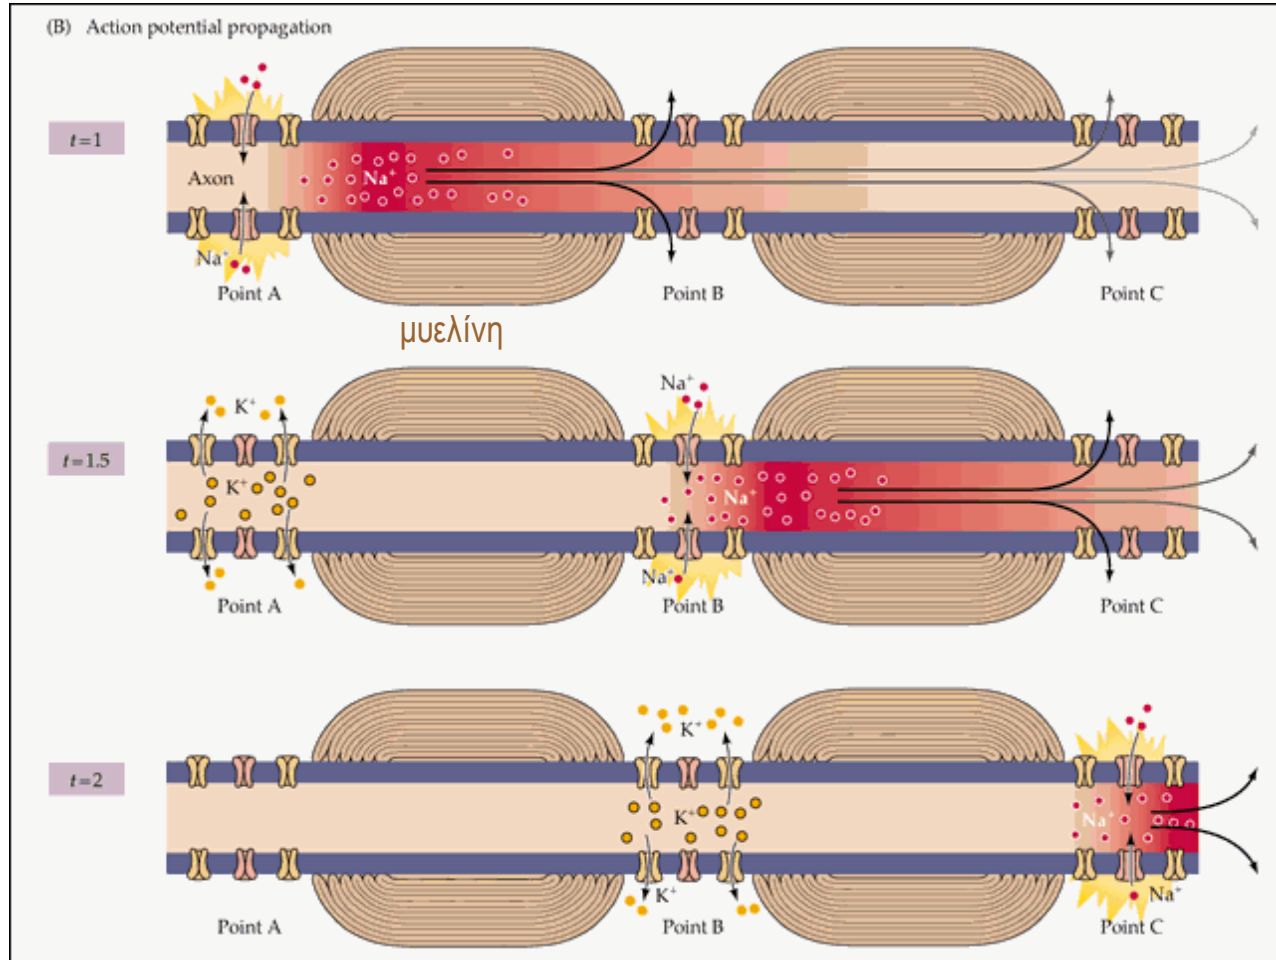 (B) Action potential propagation
t=1
Axon
Na⁺
Na⁺
Point A
Point B
Point C
μυελίνη
t=1.5
K⁺
K⁺
Na⁺
Na⁺
Na⁺
Point A
Point B
Point C
t=2
K⁺
K⁺
K⁺
Na⁺
Na⁺
Point A
Point B
Point C